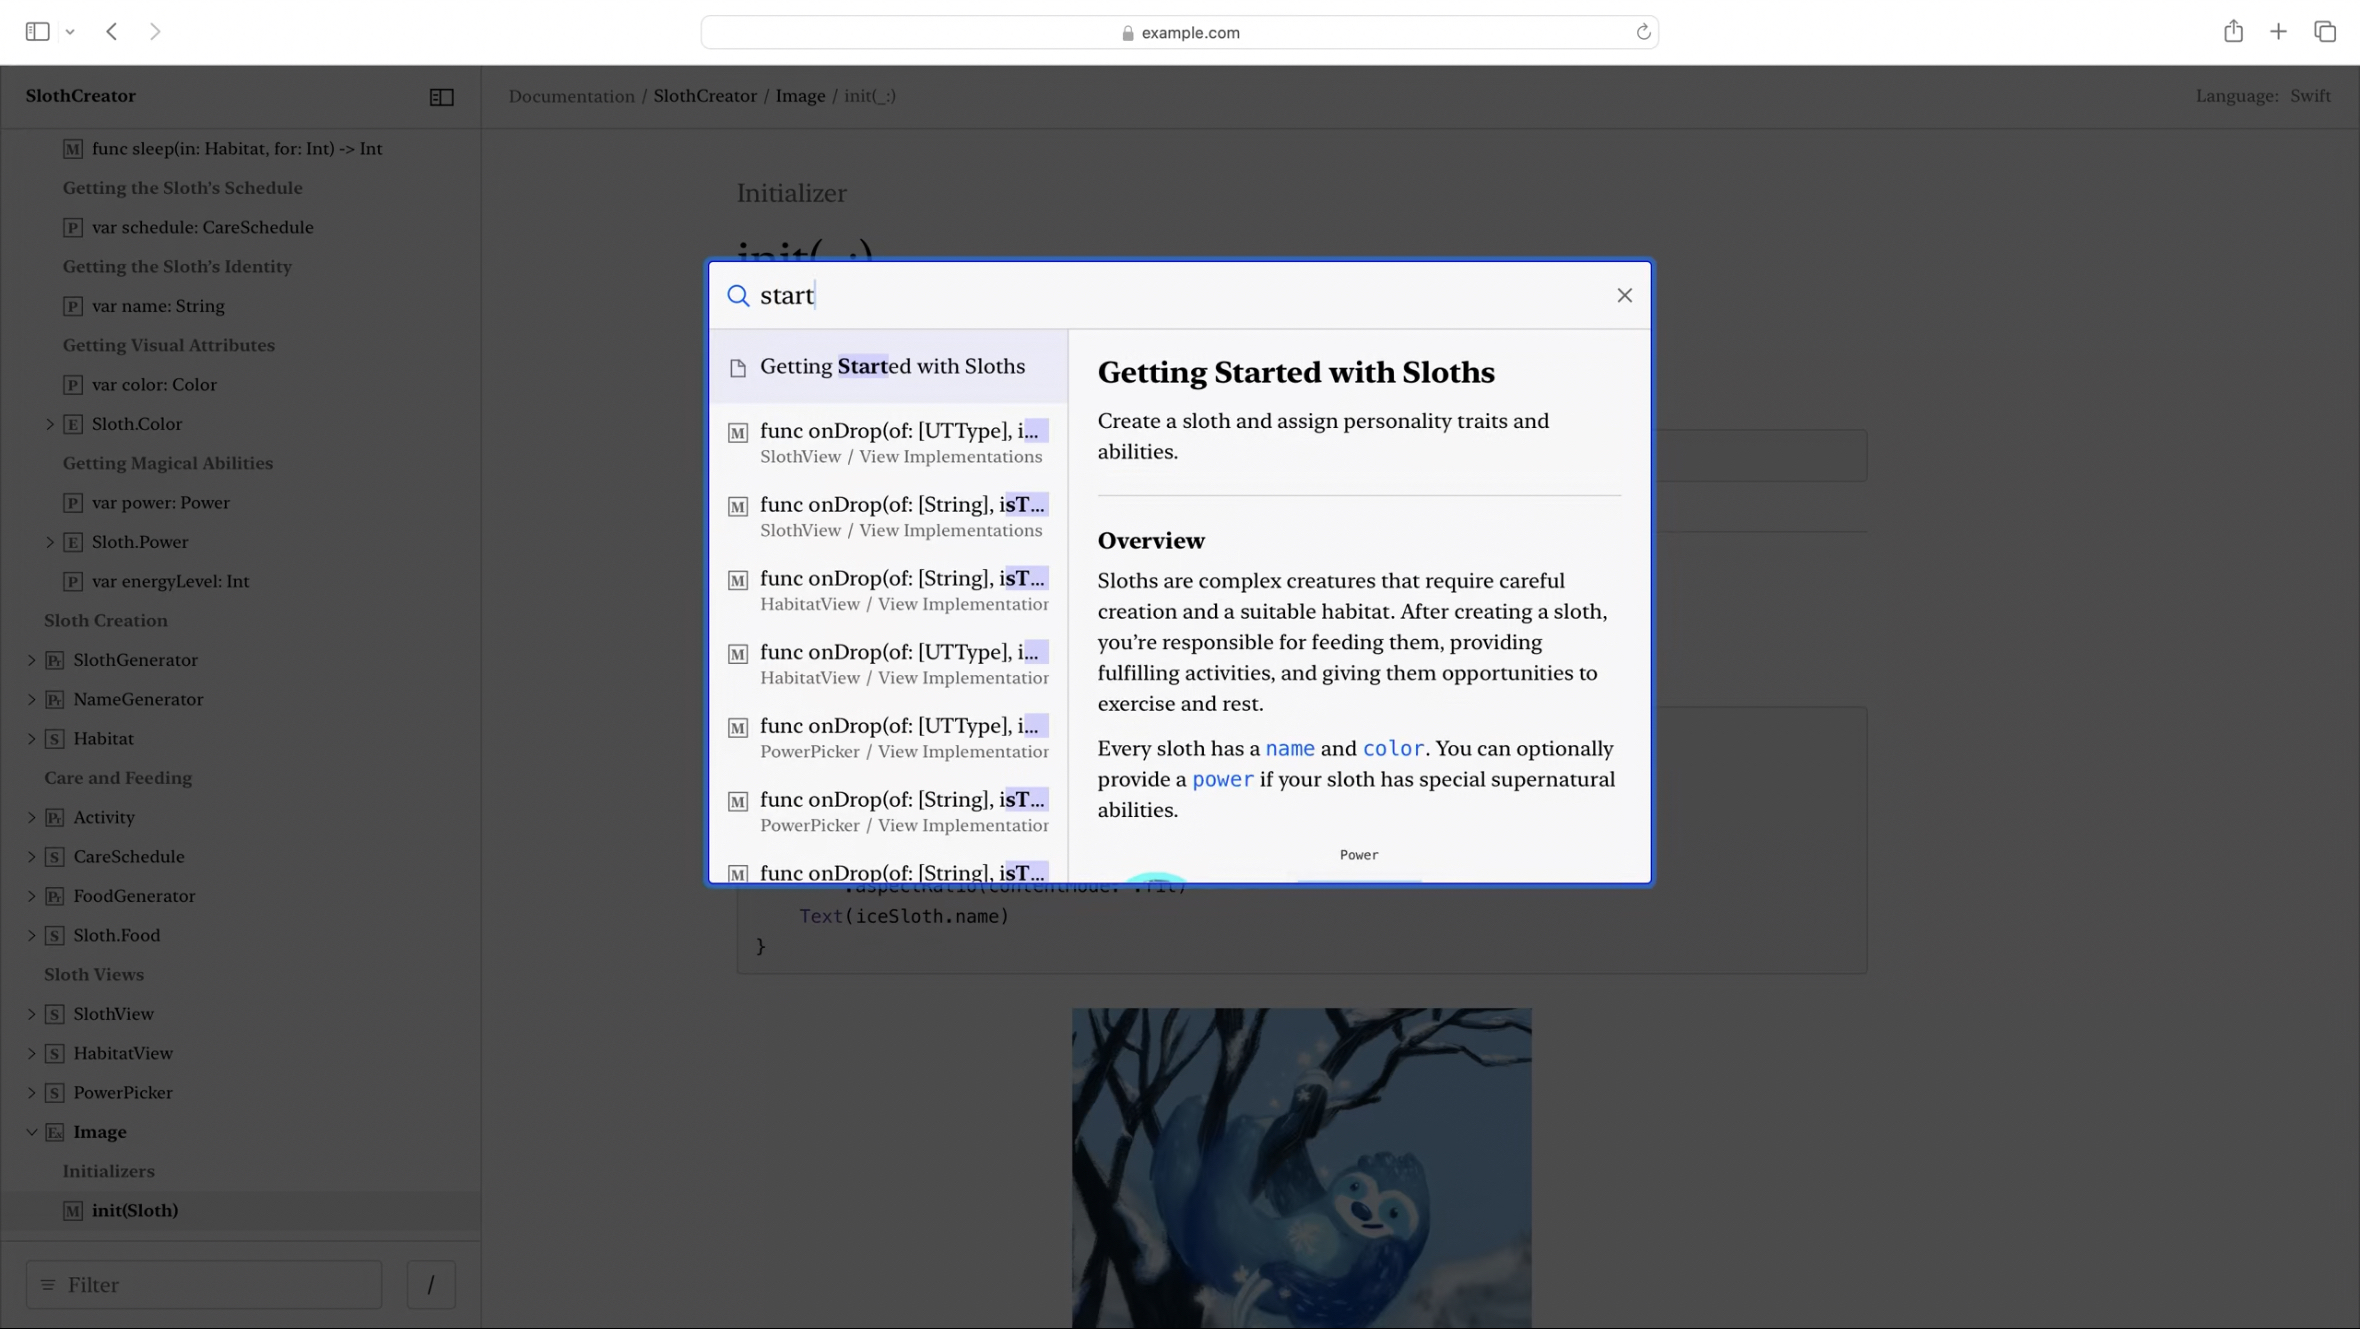 example.com
SlothCreator
Documentation / SlothCreator / Image / init(_:)
Language: Swift
M func sleep(in: Habitat, for: Int) -> Int
Getting the Sloth’s Schedule
P var schedule: CareSchedule
Getting the Sloth’s Identity
P var name: String
Getting Visual Attributes
P var color: Color
E Sloth.Color
Getting Magical Abilities
P var power: Power
E Sloth.Power
P var energyLevel: Int
Sloth Creation
Pr SlothGenerator
Pr NameGenerator
S Habitat
Care and Feeding
Pr Activity
S CareSchedule
Pr FoodGenerator
S Sloth.Food
Sloth Views
S SlothView
S HabitatView
S PowerPicker
Ex Image
Initializers
M init(Sloth)
Filter
/
Initializer
init(_:)
start
Getting Started with Sloths
M func onDrop(of: [UTType], i...
SlothView / View Implementations
M func onDrop(of: [String], isT...
SlothView / View Implementations
M func onDrop(of: [String], isT...
HabitatView / View Implementation
M func onDrop(of: [UTType], i...
HabitatView / View Implementation
M func onDrop(of: [UTType], i...
PowerPicker / View Implementation
M func onDrop(of: [String], isT...
PowerPicker / View Implementation
M func onDrop(of: [String], isT...
Getting Started with Sloths
Create a sloth and assign personality traits and
abilities.
Overview
Sloths are complex creatures that require careful
creation and a suitable habitat. After creating a sloth,
you’re responsible for feeding them, providing
fulfilling activities, and giving them opportunities to
exercise and rest.
Every sloth has a name and color. You can optionally
provide a power if your sloth has special supernatural
abilities.
Power
.aspectRatio(contentMode: .fit)
Text(iceSloth.name)
}